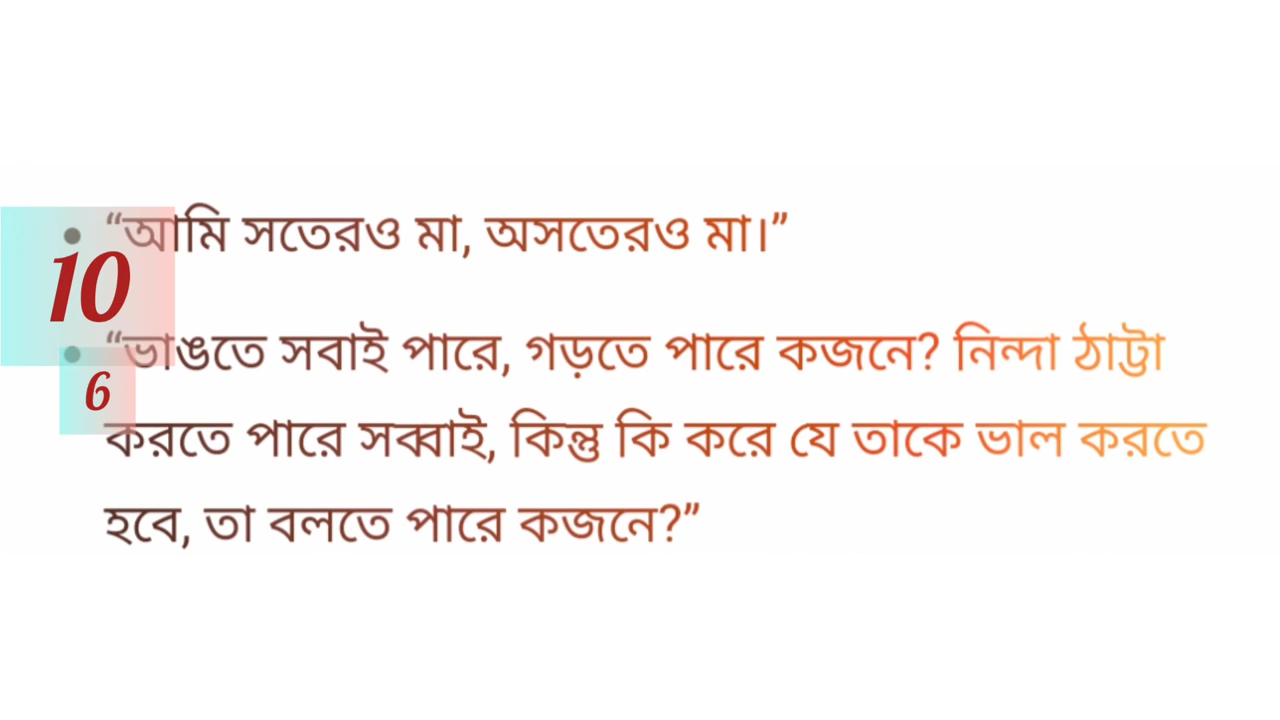 • “আমি সতেরও মা, অসতেরও মা।”
10
• “ভাঙতে সবাই পারে, গড়তে পারে কজনে? নিন্দা ঠাট্টা
6
করতে পারে সব্বাই, কিন্তু কি করে যে তাকে ভাল করতে
হবে, তা বলতে পারে কজনে?”